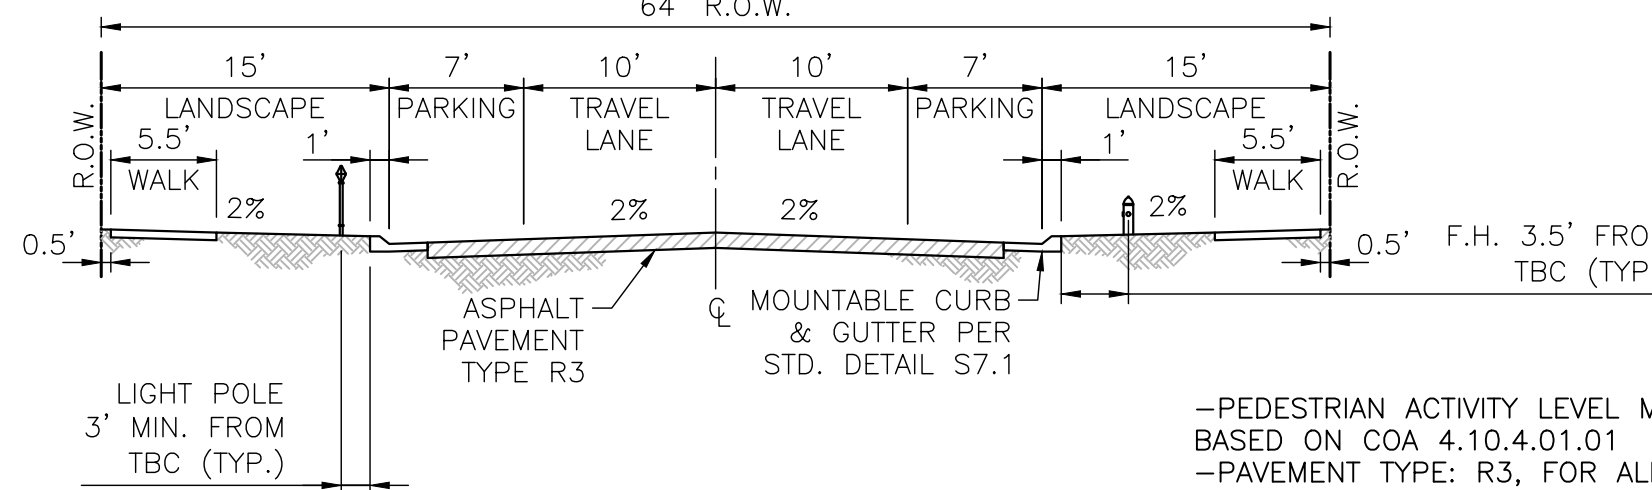 64' R.O.W.
15'
7'
10'
10'
7'
15'
LANDSCAPE
PARKING
TRAVEL
LANE
TRAVEL
LANE
PARKING
LANDSCAPE
R.O.W.
5.5'
WALK
1'
1'
5.5'
WALK
R.O.W.
2%
2%
2%
2%
0.5'
0.5'
F.H. 3.5'
TBC
ASPHALT
PAVEMENT
TYPE R3
CL
MOUNTABLE CURB
& GUTTER PER
STD. DETAIL S7.1
LIGHT POLE
3' MIN. FROM
TBC (TYP.)
-PEDESTRIAN ACTIVITY LEVEL
BASED ON COA 4.10.4.01.01
-PAVEMENT TYPE: R3, FOR